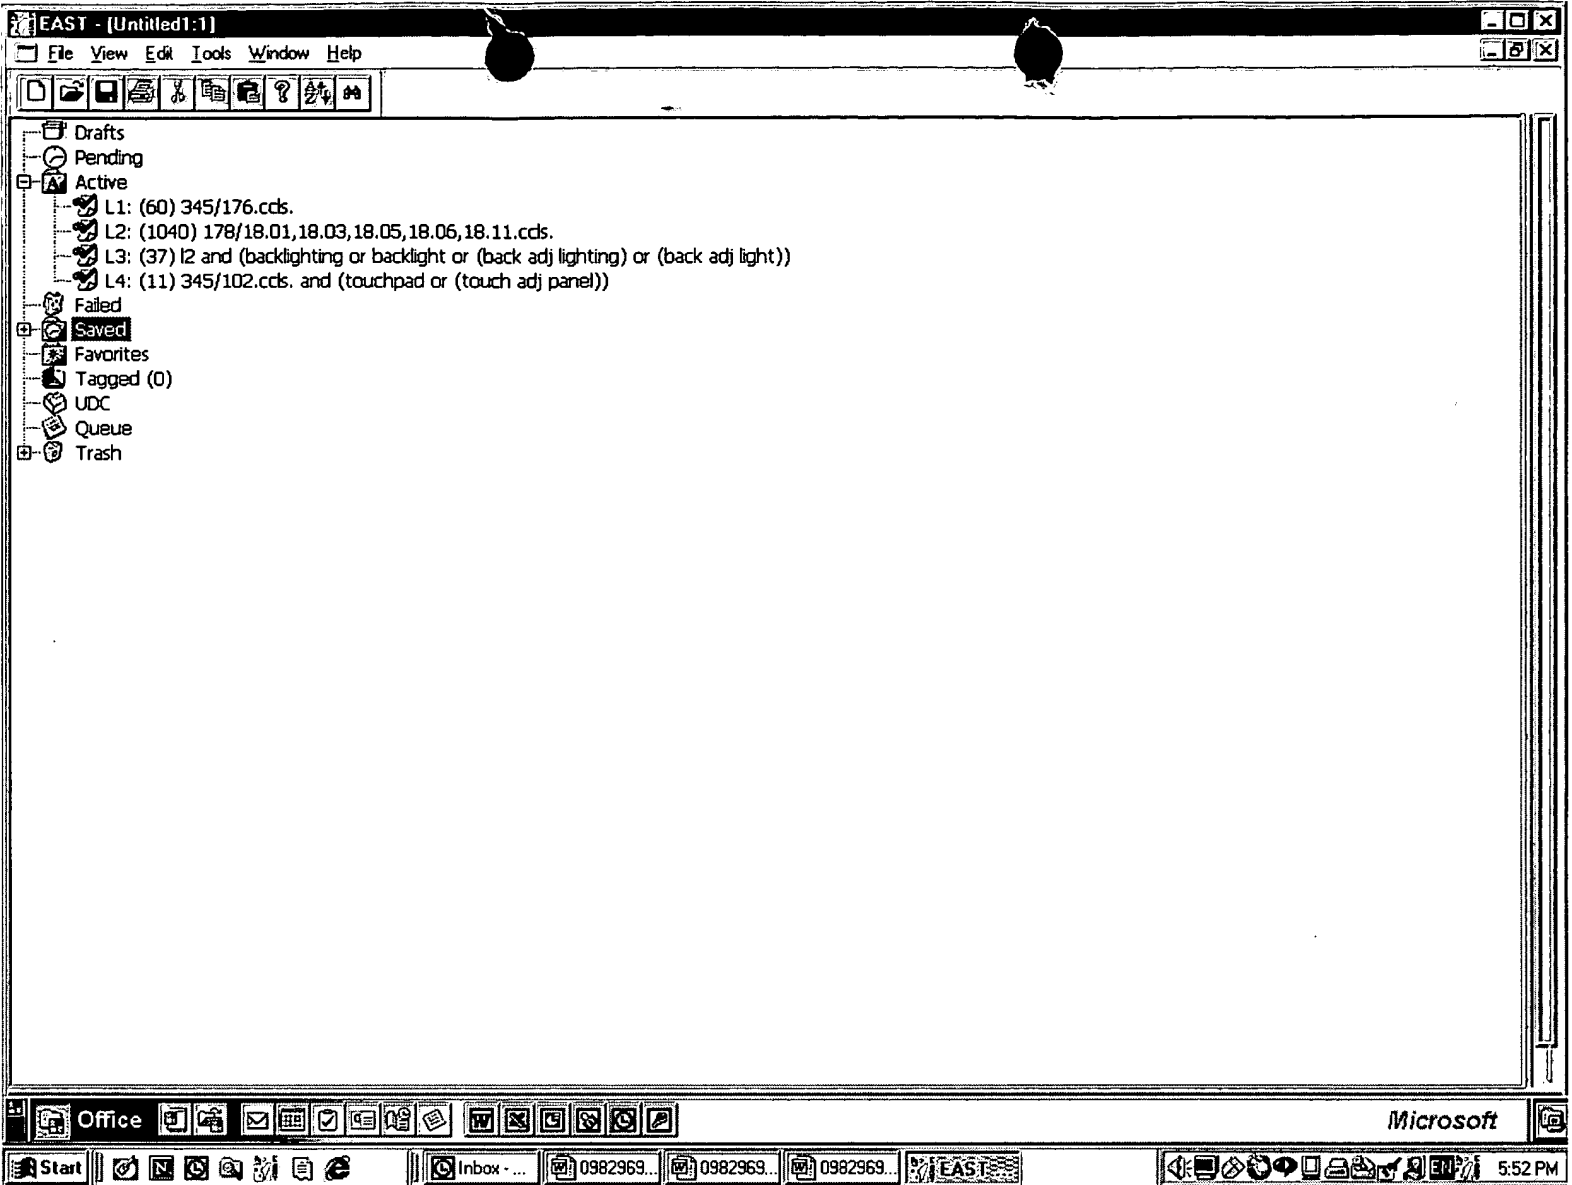 EAST - [Untitled1:1]
File View Edit Tools Window Help
Drafts
Pending
Active
L1: (60) 345/176.ccls.
L2: (1040) 178/18.01,18.03,18.05,18.06,18.11.ccls.
L3: (37) l2 and (backlighting or backlight or (back adj lighting) or (back adj light))
L4: (11) 345/102.ccls. and (touchpad or (touch adj panel))
Failed
Saved
Favorites
Tagged (0)
UDC
Queue
Trash
Office Microsoft
Start Inbox - ... 0982969... 0982969... 0982969... EAST EN 5:52 PM